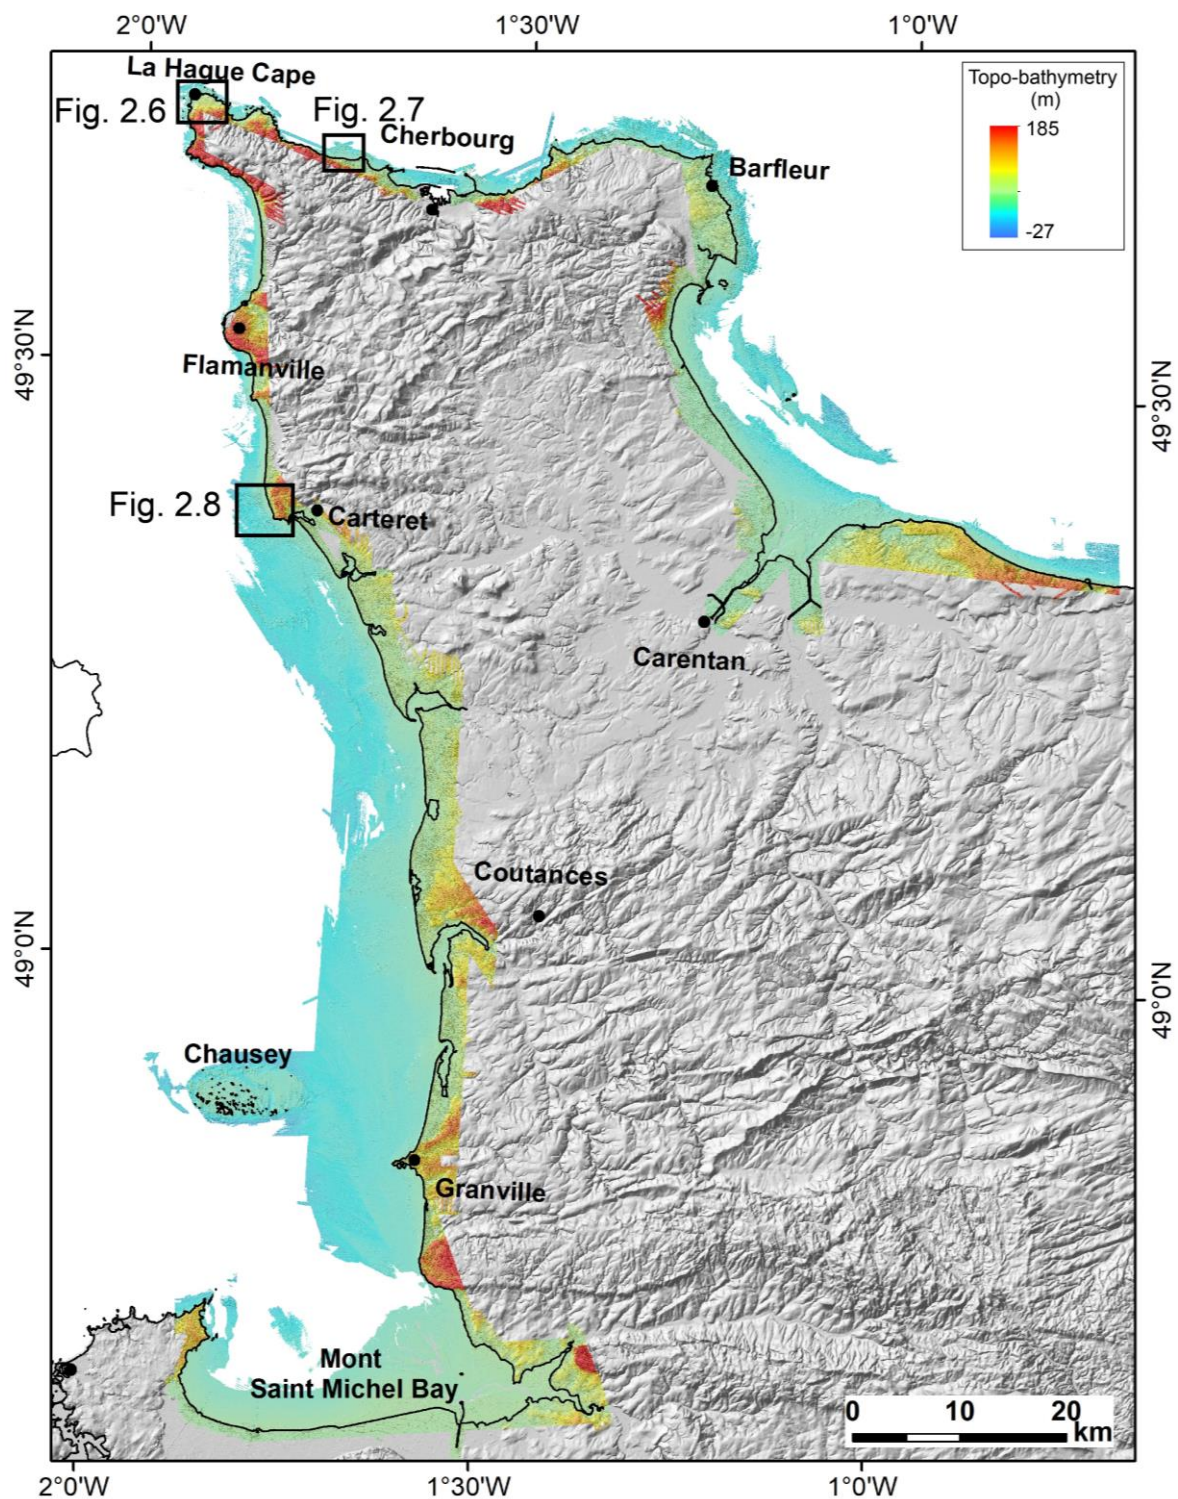 2°0'W
1°30'W
1°0'W
La Hague Cape
Fig. 2.6
Fig. 2.7
Cherbourg
Barfleur
Topo-bathymetry
(m)
185
-27
49°30'N
Flamanville
49°30'N
Fig. 2.8
Carteret
Carentan
Coutances
49°0'N
49°0'N
Chausey
Granville
Mont
Saint Michel Bay
0 10 20
km
2°0'W
1°30'W
1°0'W